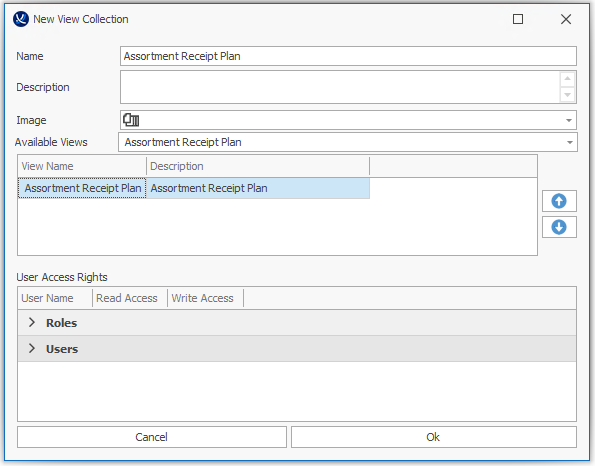 New View Collection
Name Assortment Receipt Plan
Description
Image
Available Views Assortment Receipt Plan
View Name Description
Assortment Receipt Plan Assortment Receipt Plan
User Access Rights
User Name Read Access Write Access
Roles
Users
Cancel Ok